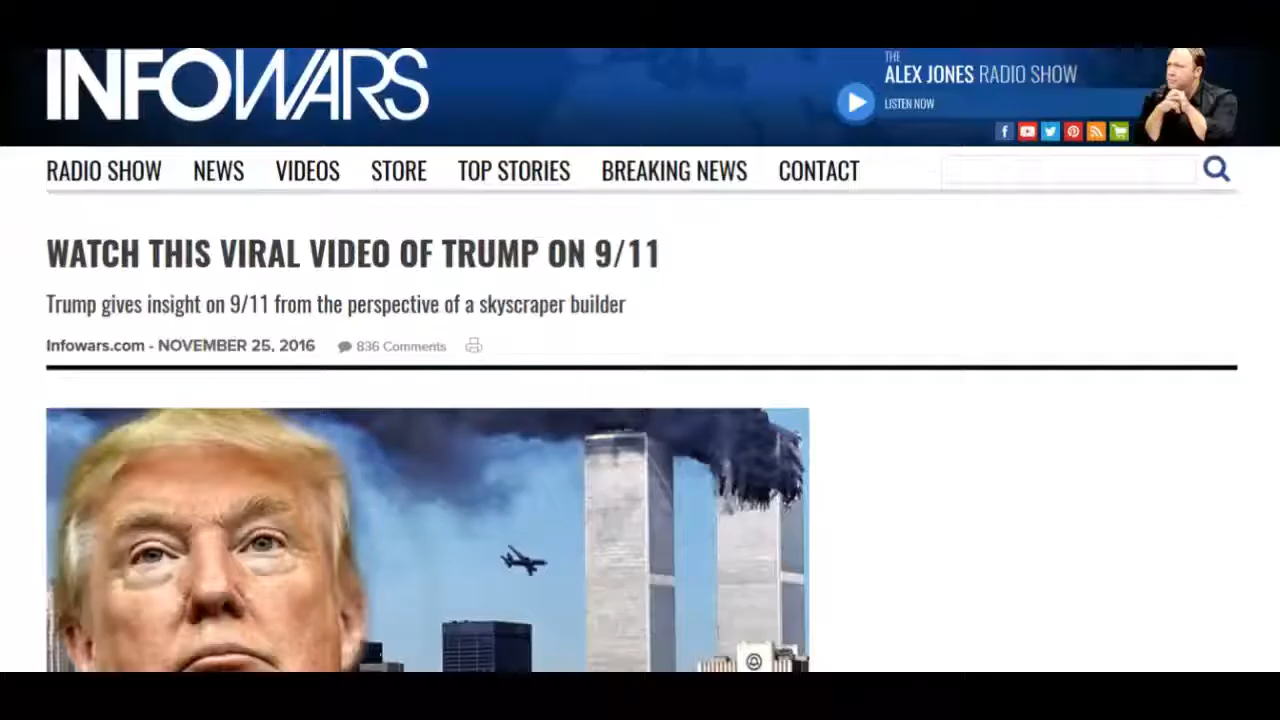 INFOWARS
THE
ALEX JONES RADIO SHOW
LISTEN NOW
RADIO SHOW NEWS VIDEOS STORE TOP STORIES BREAKING NEWS CONTACT
WATCH THIS VIRAL VIDEO OF TRUMP ON 9/11
Trump gives insight on 9/11 from the perspective of a skyscraper builder
Infowars.com - NOVEMBER 25, 2016 836 Comments